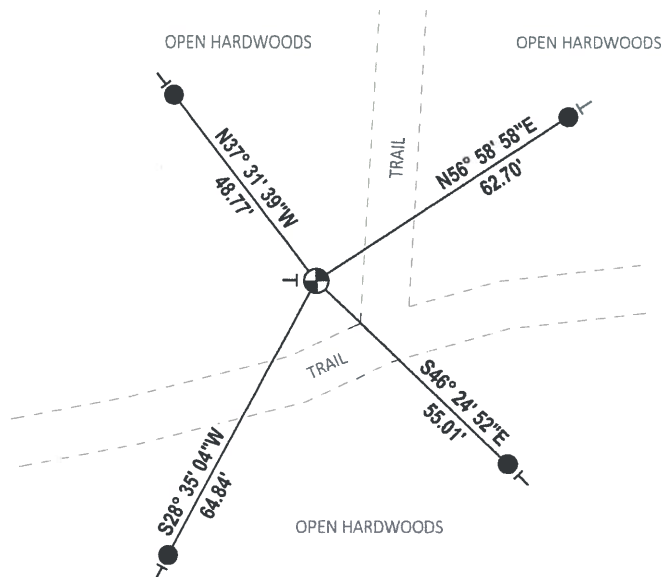 OPEN HARDWOODS
OPEN HARDWOODS
N37° 31' 39"W
48.77'
TRAIL
N56° 58' 58"E
62.70'
TRAIL
S46° 24' 52"E
55.01'
S28° 35' 04"W
64.84'
OPEN HARDWOODS